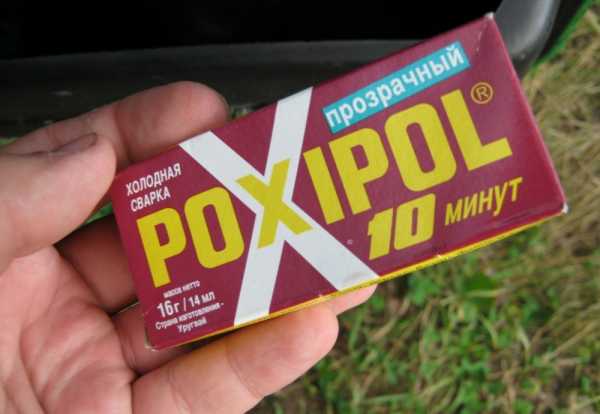 прозрачный
ХОЛОДНАЯ
СВАРКА
POXIPOL®
10 МИНУТ
масса нетто
16г/14 мл
Страна изготовления -
Уругвай